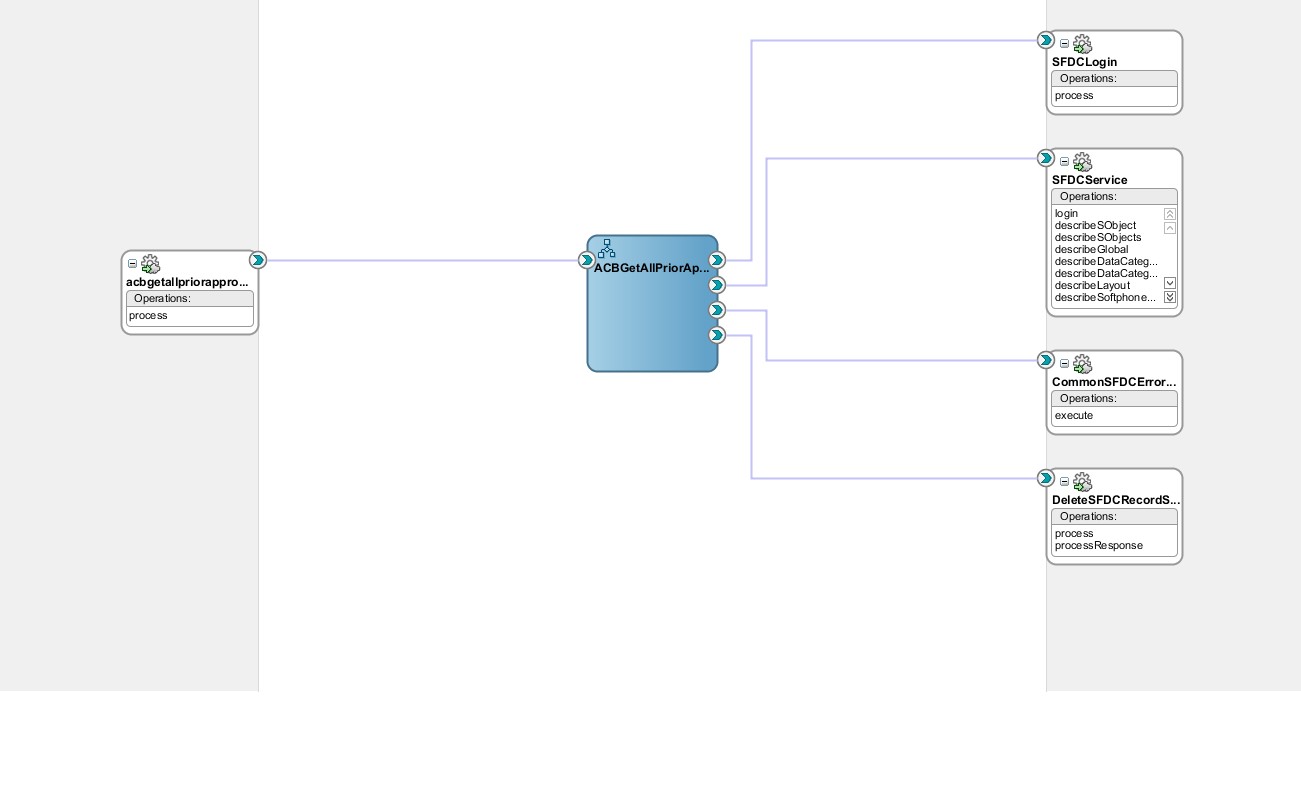 SFDCLogin
Operations:
process
SFDCService
Operations:
login
describeSObject
describeSObjects
describeGlobal
describeDataCateg...
describeDataCateg...
describeLayout
describeSoftphone...
acbgetallpriorappro...
Operations:
process
ACBGetAllPriorAp...
CommonSFDCError...
Operations:
execute
DeleteSFDCRecordS...
Operations:
process
processResponse